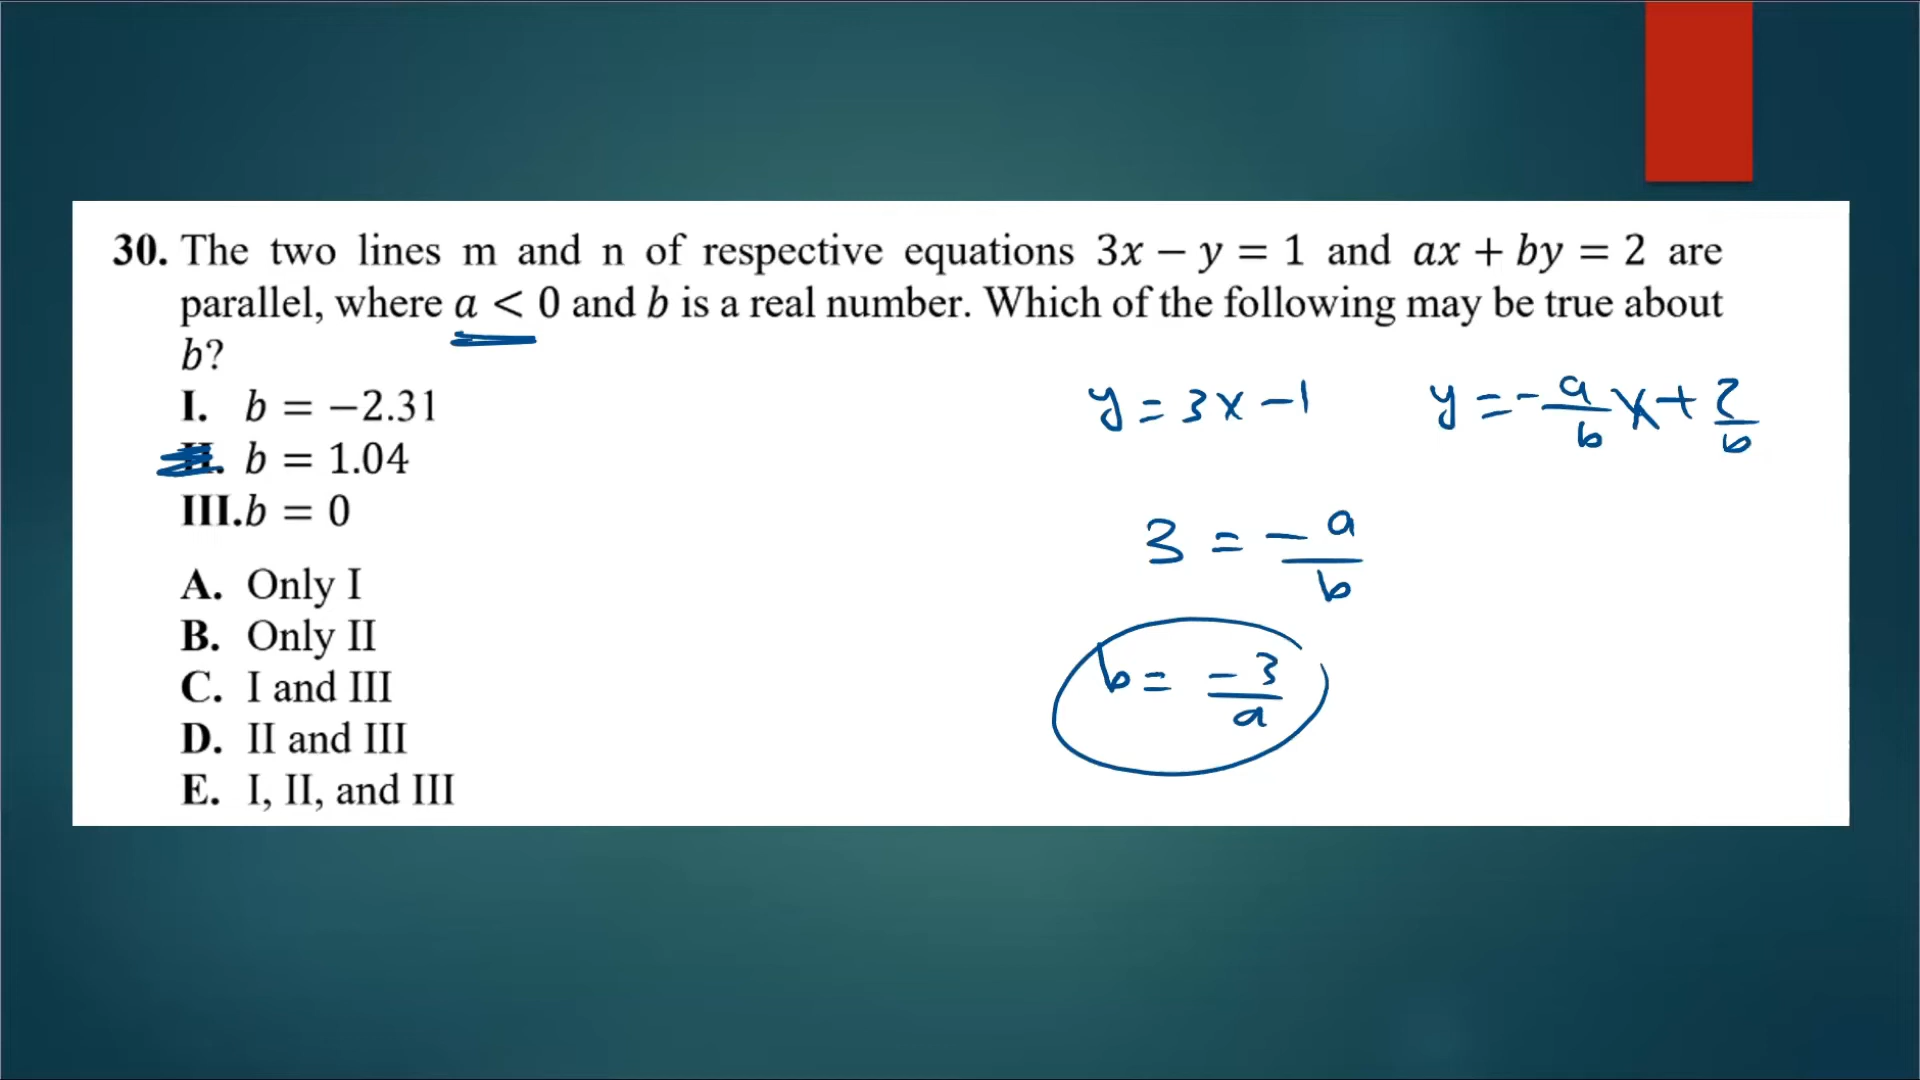 30. The two lines m and n of respective equations 3x − y = 1 and ax + by = 2 are
parallel, where a < 0 and b is a real number. Which of the following may be true about
b?
I. b = −2.31
II. b = 1.04
III. b = 0
A. Only I
B. Only II
C. I and III
D. II and III
E. I, II, and III
y = 3x − 1
y = -a/b x + 2/b
3 = -a/b
b = -3/a